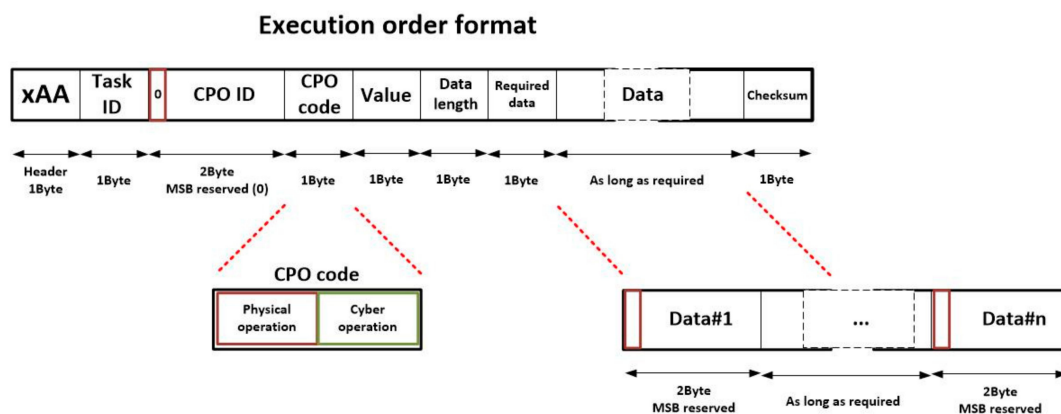 Execution order format
xAA
Task
ID
0
CPO ID
CPO
code
Value
Data
length
Required
data
Data
Checksum
Header
1Byte
1Byte
2Byte
MSB reserved (0)
1Byte
1Byte
1Byte
1Byte
As long as required
1Byte
CPO code
Physical
operation
Cyber
operation
Data#1
...
Data#n
2Byte
MSB reserved
As long as required
2Byte
MSB reserved